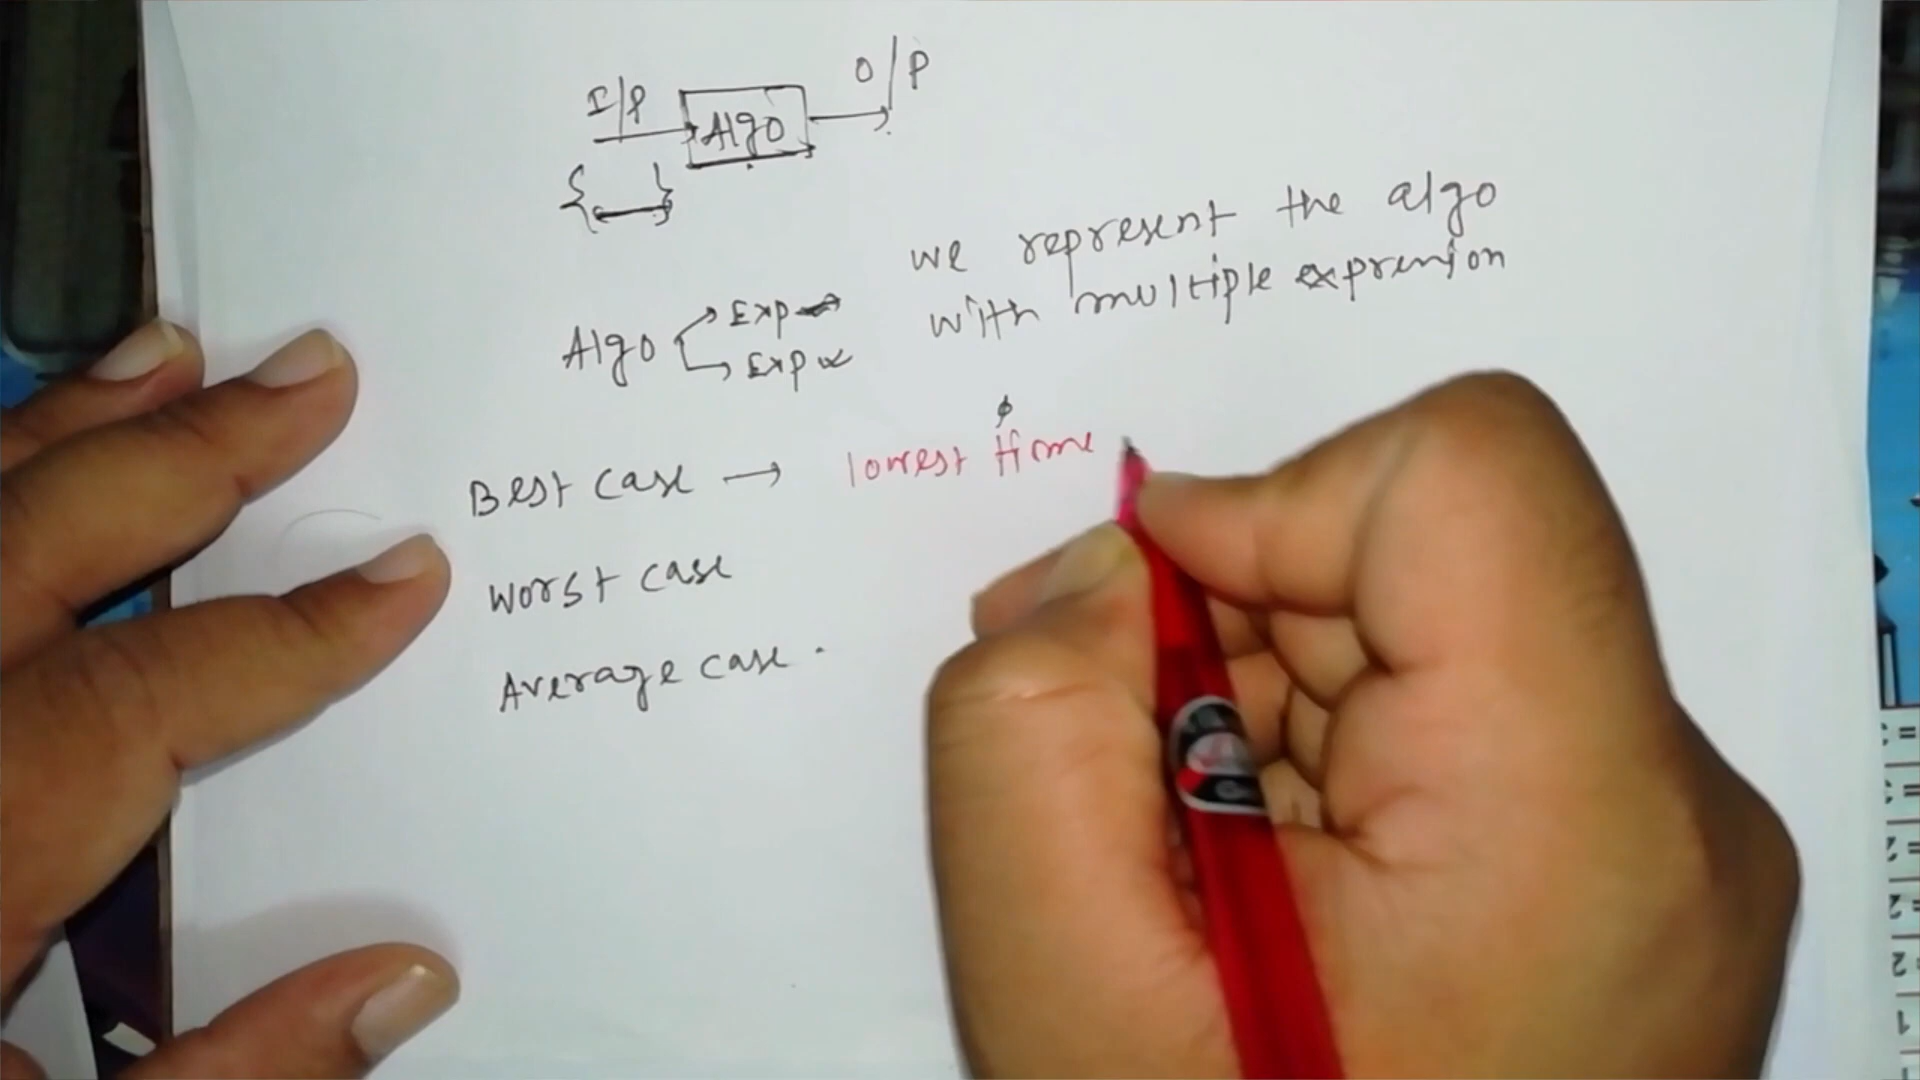 I/P Algo O/P
{ }
we represent the algo
with multiple expression
Algo Exp
Exp
Best case → lowest time
worst case
Average case.